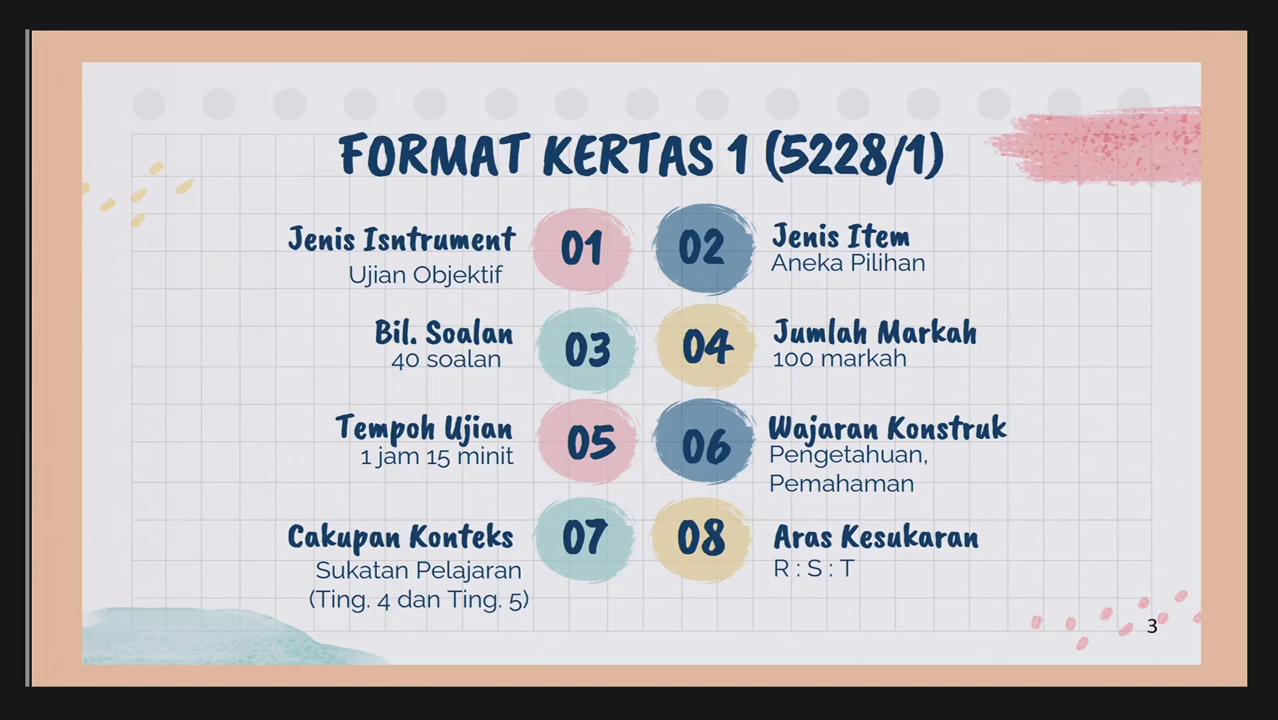 FORMAT KERTAS 1 (5228/1)
Jenis Isntrument
Ujian Objektif
01
02
Jenis Item
Aneka Pilihan
Bil. Soalan
40 soalan
03
04
Jumlah Markah
100 markah
Tempoh Ujian
1 jam 15 minit
05
06
Wajaran Konstruk
Pengetahuan,
Pemahaman
Cakupan Konteks
Sukatan Pelajaran
(Ting. 4 dan Ting. 5)
07
08
Aras Kesukaran
R : S : T
3